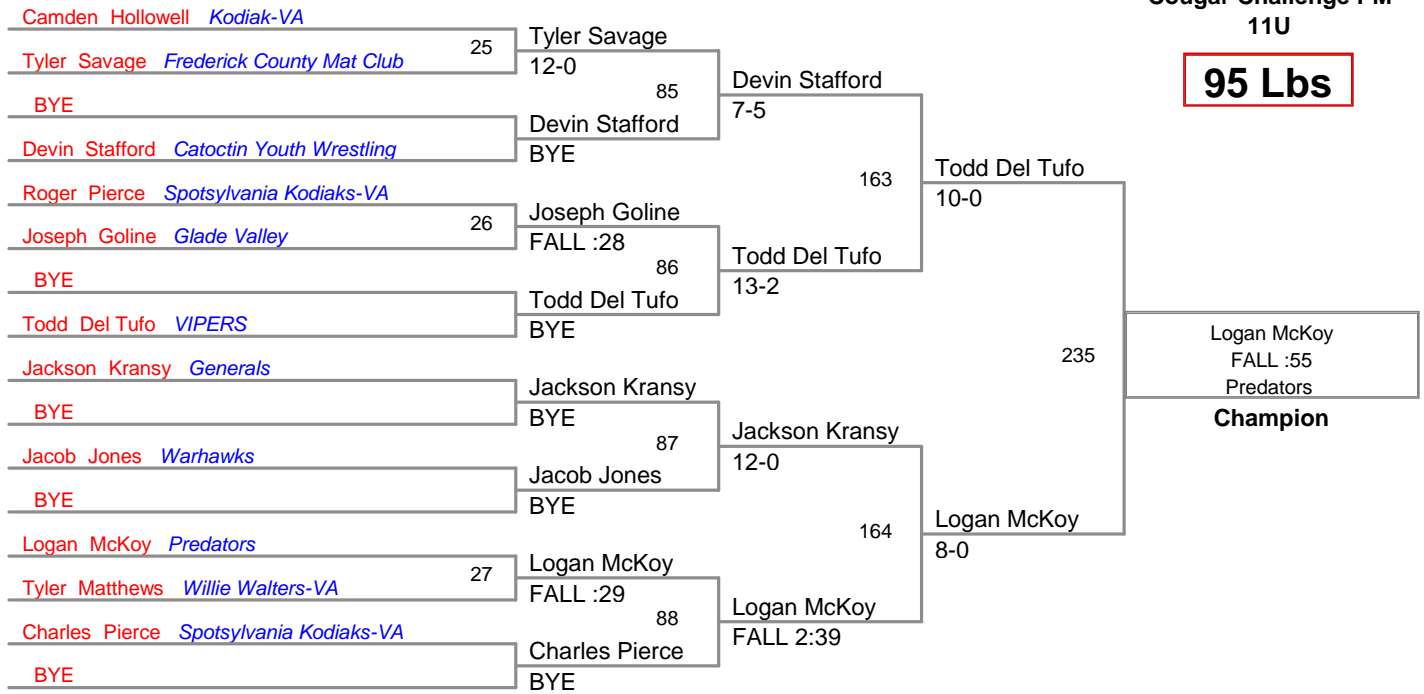 Cougar Challenge PM
11U
95 Lbs
Camden Hollowell Kodiak-VA
Tyler Savage Frederick County Mat Club
BYE
Devin Stafford Catoctin Youth Wrestling
Roger Pierce Spotsylvania Kodiaks-VA
Joseph Goline Glade Valley
BYE
Todd Del Tufo VIPERS
Jackson Kransy Generals
BYE
Jacob Jones Warhawks
BYE
Logan McKoy Predators
Tyler Matthews Willie Walters-VA
Charles Pierce Spotsylvania Kodiaks-VA
BYE
25
Tyler Savage
12-0
Devin Stafford
BYE
26
Joseph Goline
FALL :28
Todd Del Tufo
BYE
Jackson Kransy
BYE
Jacob Jones
BYE
27
Logan McKoy
FALL :29
Charles Pierce
BYE
85
Devin Stafford
7-5
86
Todd Del Tufo
13-2
87
Jackson Kransy
12-0
88
Logan McKoy
FALL 2:39
163
Todd Del Tufo
10-0
164
Logan McKoy
8-0
235
Logan McKoy
FALL :55
Predators
Champion